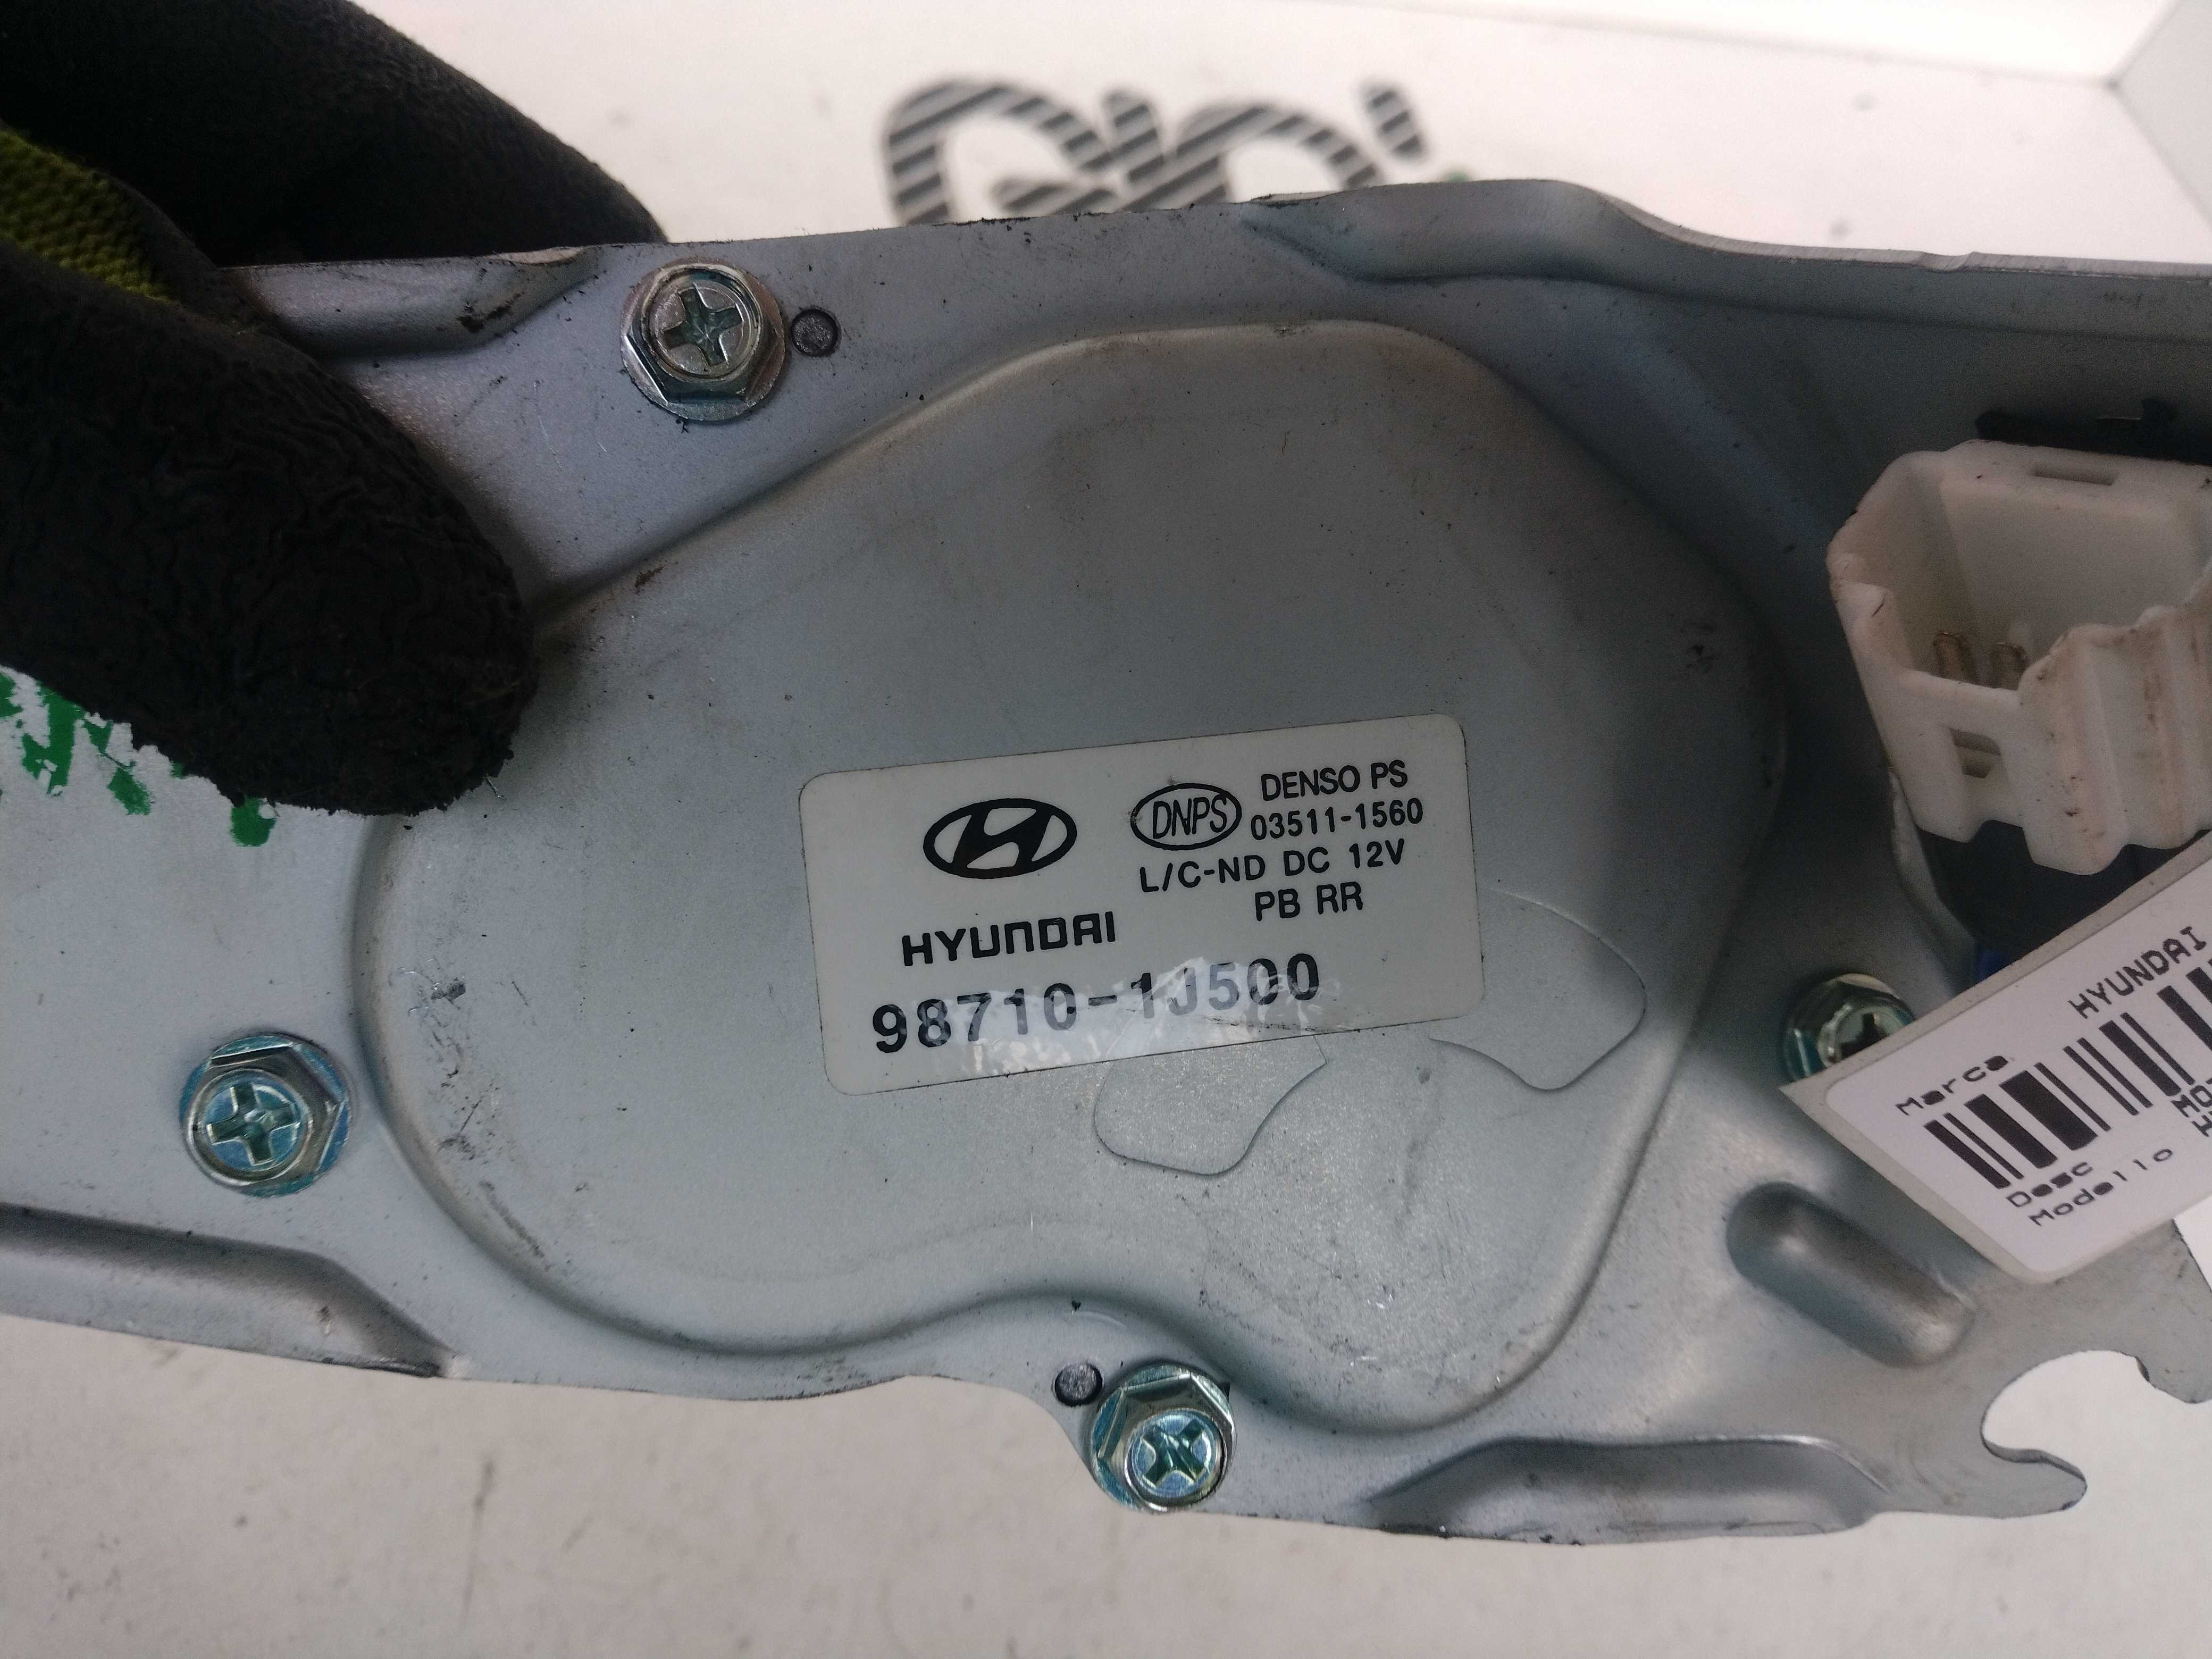 DNPS
DENSO PS
03511-1560
L/C-ND DC 12V
PB RR
HYUNDAI
98710-1J500
Marca
HYUNDAI
Desc
Modello